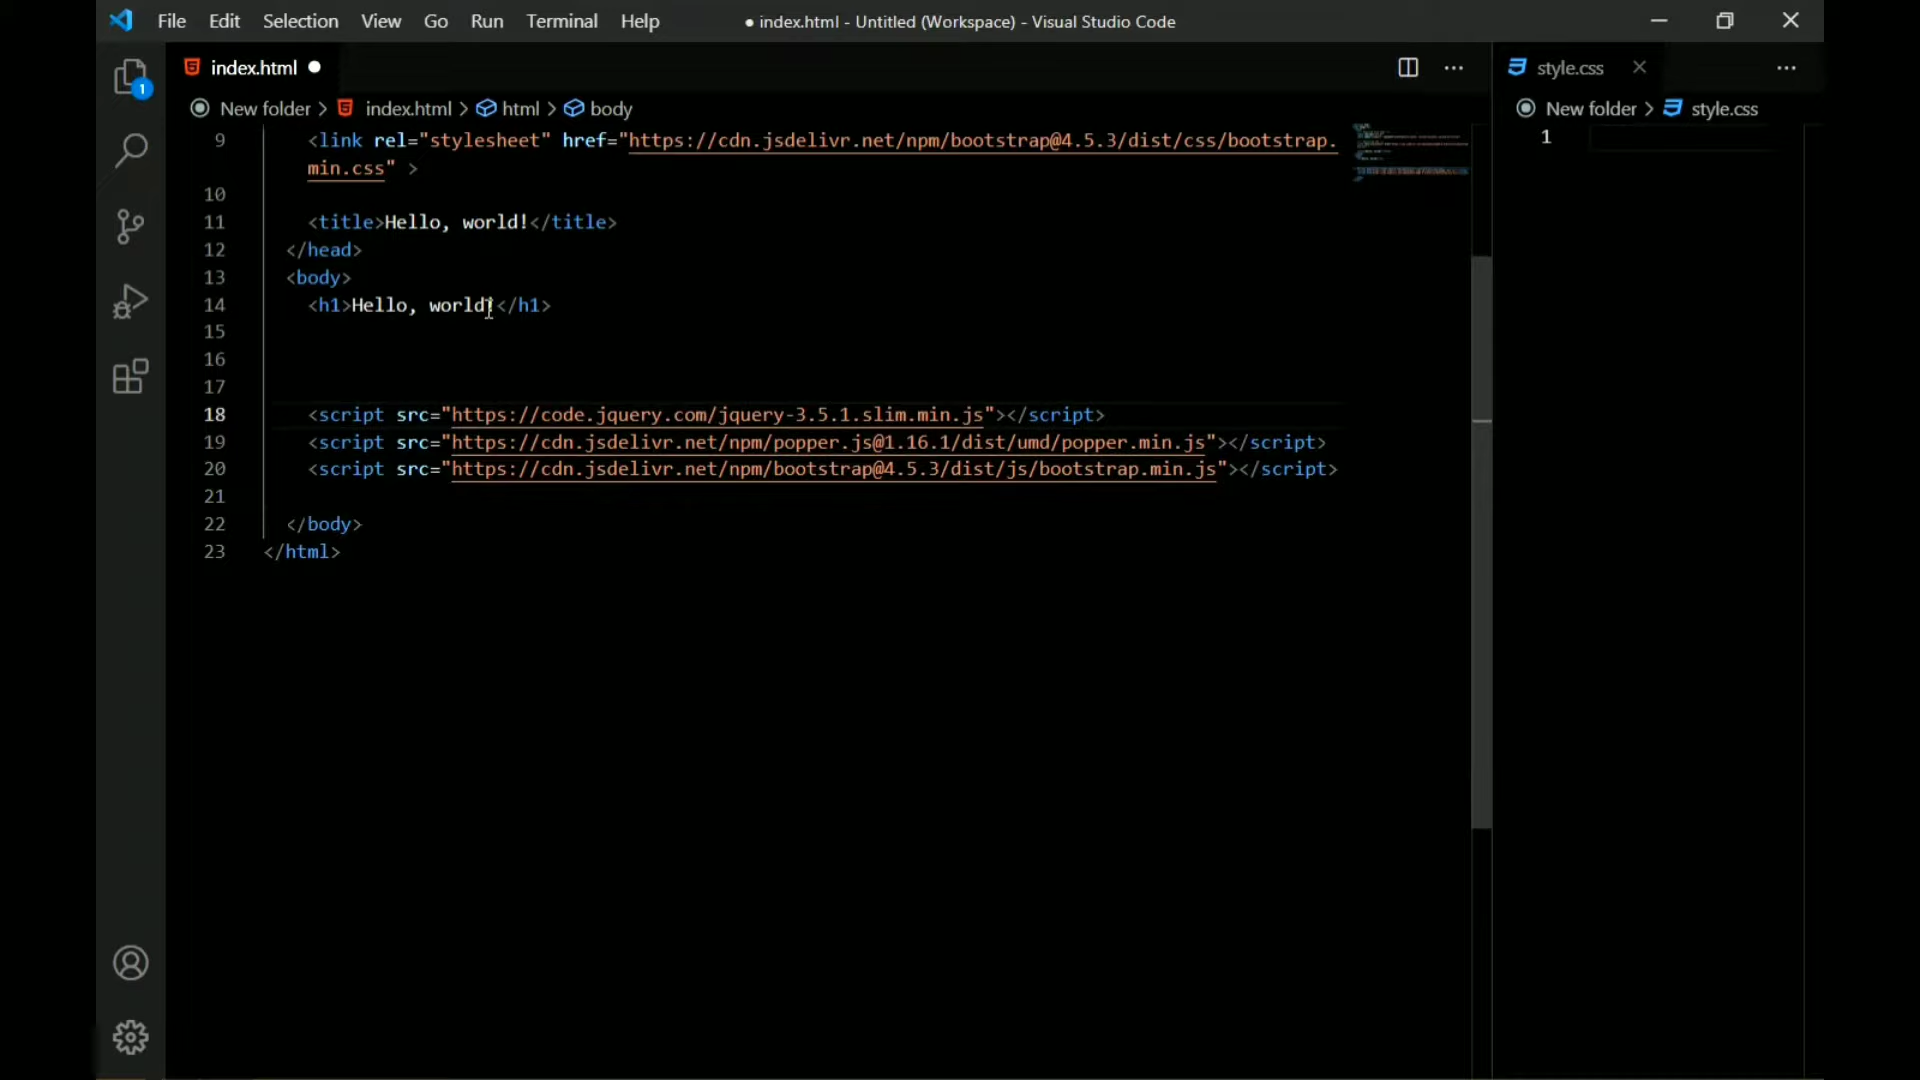 File Edit Selection View Go Run Terminal Help ● index.html - Untitled (Workspace) - Visual Studio Code
index.html ●
style.css
New folder > index.html > html > body
New folder > style.css
1
9 <link rel="stylesheet" href="https://cdn.jsdelivr.net/npm/bootstrap@4.5.3/dist/css/bootstrap.
min.css" >
10
11 <title>Hello, world!</title>
12 </head>
13 <body>
14 <h1>Hello, world!</h1>
15
16
17
18 <script src="https://code.jquery.com/jquery-3.5.1.slim.min.js"></script>
19 <script src="https://cdn.jsdelivr.net/npm/popper.js@1.16.1/dist/umd/popper.min.js"></script>
20 <script src="https://cdn.jsdelivr.net/npm/bootstrap@4.5.3/dist/js/bootstrap.min.js"></script>
21
22 </body>
23 </html>
1